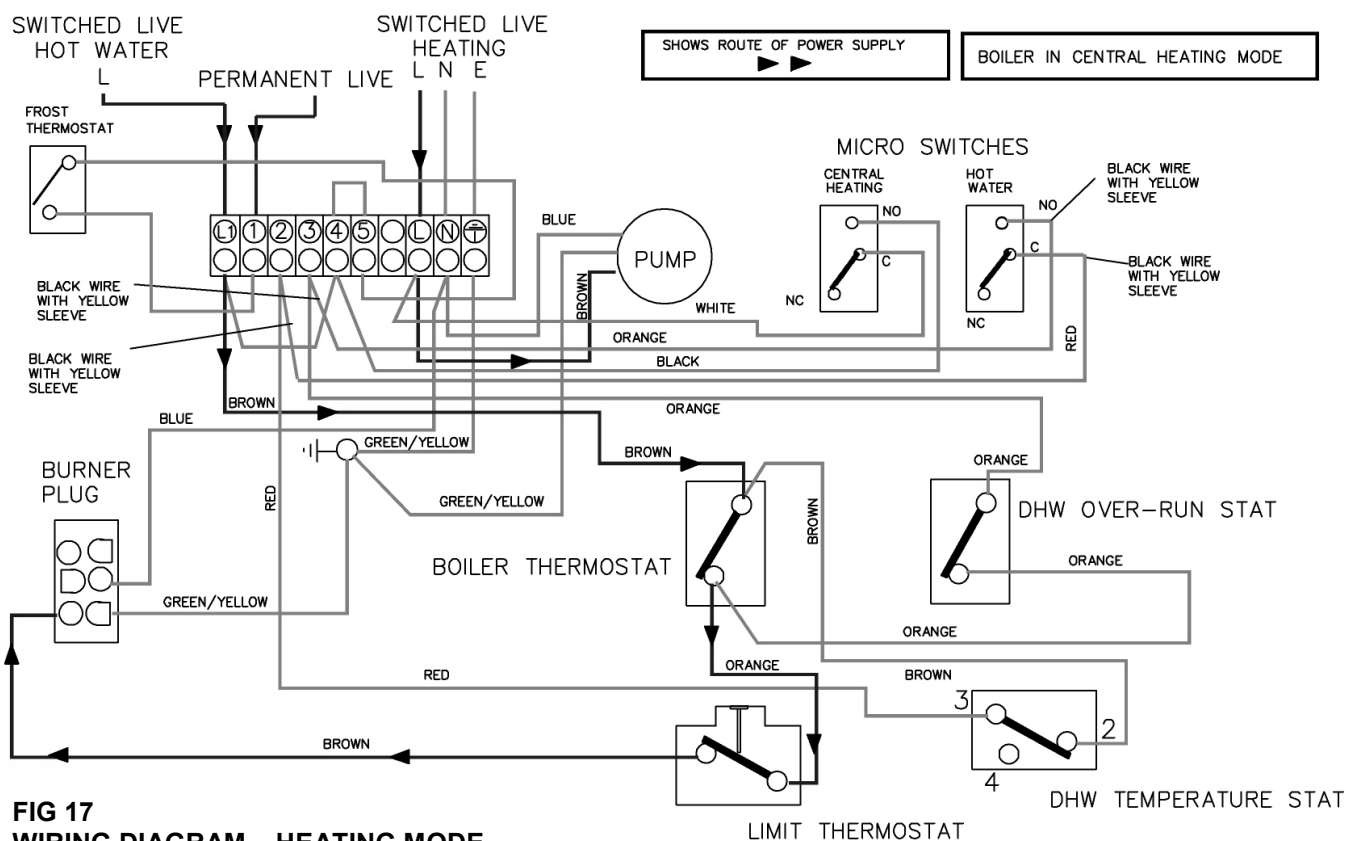 SWITCHED LIVE
HOT WATER
L
SWITCHED LIVE
HEATING
L N E
PERMANENT LIVE
SHOWS ROUTE OF POWER SUPPLY
BOILER IN CENTRAL HEATING MODE
FROST
THERMOSTAT
MICRO SWITCHES
CENTRAL
HEATING
HOT
WATER
BLACK WIRE
WITH YELLOW
SLEEVE
NO
NO
C
C
NC
NC
BLACK WIRE
WITH YELLOW
SLEEVE
L1 1 2 3 4 5 L N
BLUE
PUMP
BROWN
WHITE
ORANGE
BLACK
RED
BLACK WIRE
WITH YELLOW
SLEEVE
BLACK WIRE
WITH YELLOW
SLEEVE
BROWN
ORANGE
BLUE
GREEN/YELLOW
BROWN
ORANGE
BURNER
PLUG
RED
GREEN/YELLOW
BROWN
DHW OVER-RUN STAT
BOILER THERMOSTAT
ORANGE
GREEN/YELLOW
ORANGE
ORANGE
RED
BROWN
3
2
4
BROWN
DHW TEMPERATURE STAT
LIMIT THERMOSTAT
FIG 17
WIRING DIAGRAM - HEATING MODE